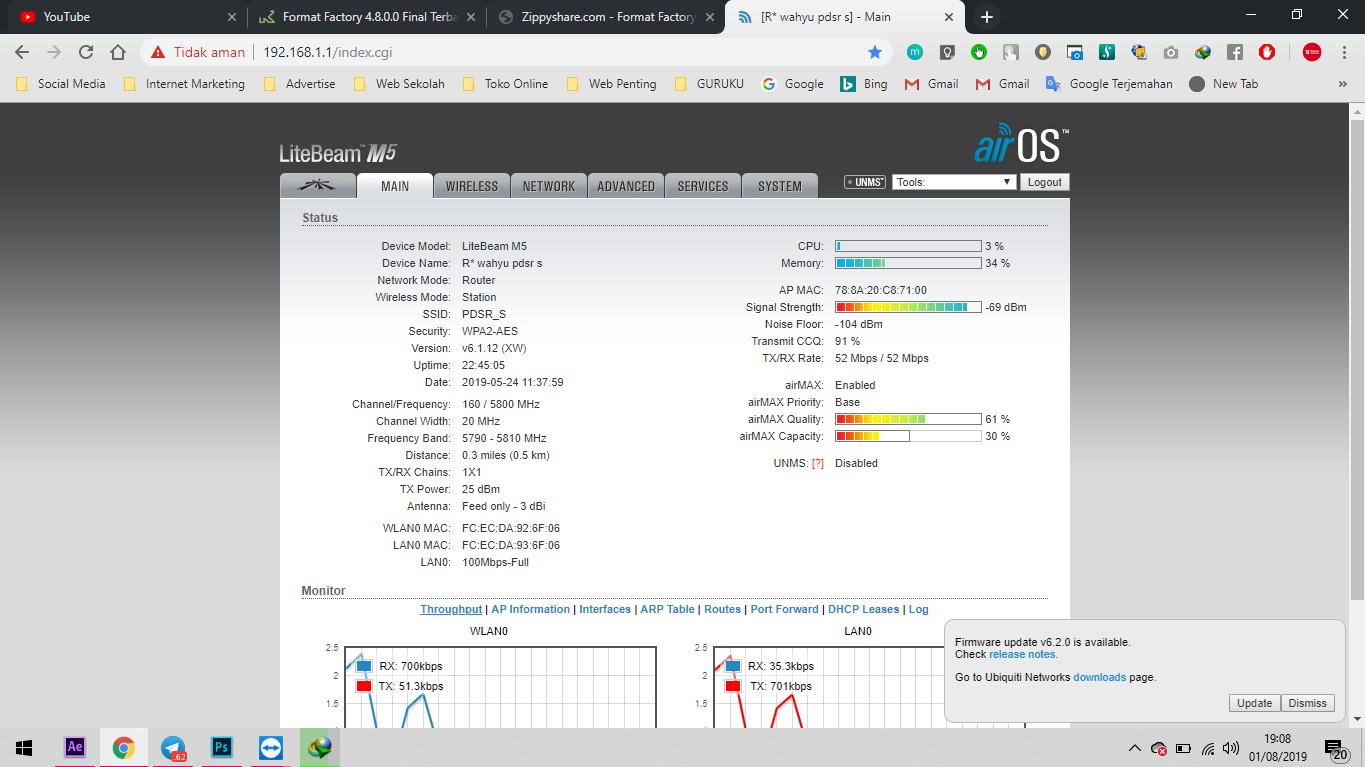 YouTube
Format Factory 4.8.0.0 Final Terba
Zippyshare.com - Format Factory
[R* wahyu pdsr s] - Main
Tidak aman 192.168.1.1/index.cgi
Social Media Internet Marketing Advertise Web Sekolah Toko Online Web Penting GURUKU Google Bing Gmail Gmail Google Terjemahan New Tab
LiteBeam™ M5
airOS™
MAIN WIRELESS NETWORK ADVANCED SERVICES SYSTEM UNMS™ Tools: Logout
Status
Device Model: LiteBeam M5
Device Name: R* wahyu pdsr s
Network Mode: Router
Wireless Mode: Station
SSID: PDSR_S
Security: WPA2-AES
Version: v6.1.12 (XW)
Uptime: 22:45:05
Date: 2019-05-24 11:37:59
Channel/Frequency: 160 / 5800 MHz
Channel Width: 20 MHz
Frequency Band: 5790 - 5810 MHz
Distance: 0.3 miles (0.5 km)
TX/RX Chains: 1X1
TX Power: 25 dBm
Antenna: Feed only - 3 dBi
WLAN0 MAC: FC:EC:DA:92:6F:06
LAN0 MAC: FC:EC:DA:93:6F:06
LAN0: 100Mbps-Full
CPU: 3 %
Memory: 34 %
AP MAC: 78:8A:20:C8:71:00
Signal Strength: -69 dBm
Noise Floor: -104 dBm
Transmit CCQ: 91 %
TX/RX Rate: 52 Mbps / 52 Mbps
airMAX: Enabled
airMAX Priority: Base
airMAX Quality: 61 %
airMAX Capacity: 30 %
UNMS: [?] Disabled
Monitor
Throughput | AP Information | Interfaces | ARP Table | Routes | Port Forward | DHCP Leases | Log
WLAN0
2.5
RX: 700kbps
2
TX: 51.3kbps
1.5
LAN0
2.5
RX: 35.3kbps
2
TX: 701kbps
1.5
Firmware update v6.2.0 is available.
Check release notes.
Go to Ubiquiti Networks downloads page.
Update Dismiss
Ae
.62
Ps
19:08
01/08/2019
20